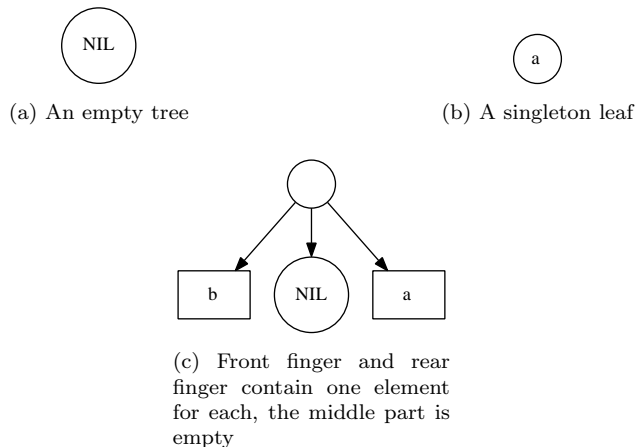 NIL
a
(a) An empty tree
(b) A singleton leaf
b
NIL
a
(c) Front finger and rear
finger contain one element
for each, the middle part is
empty